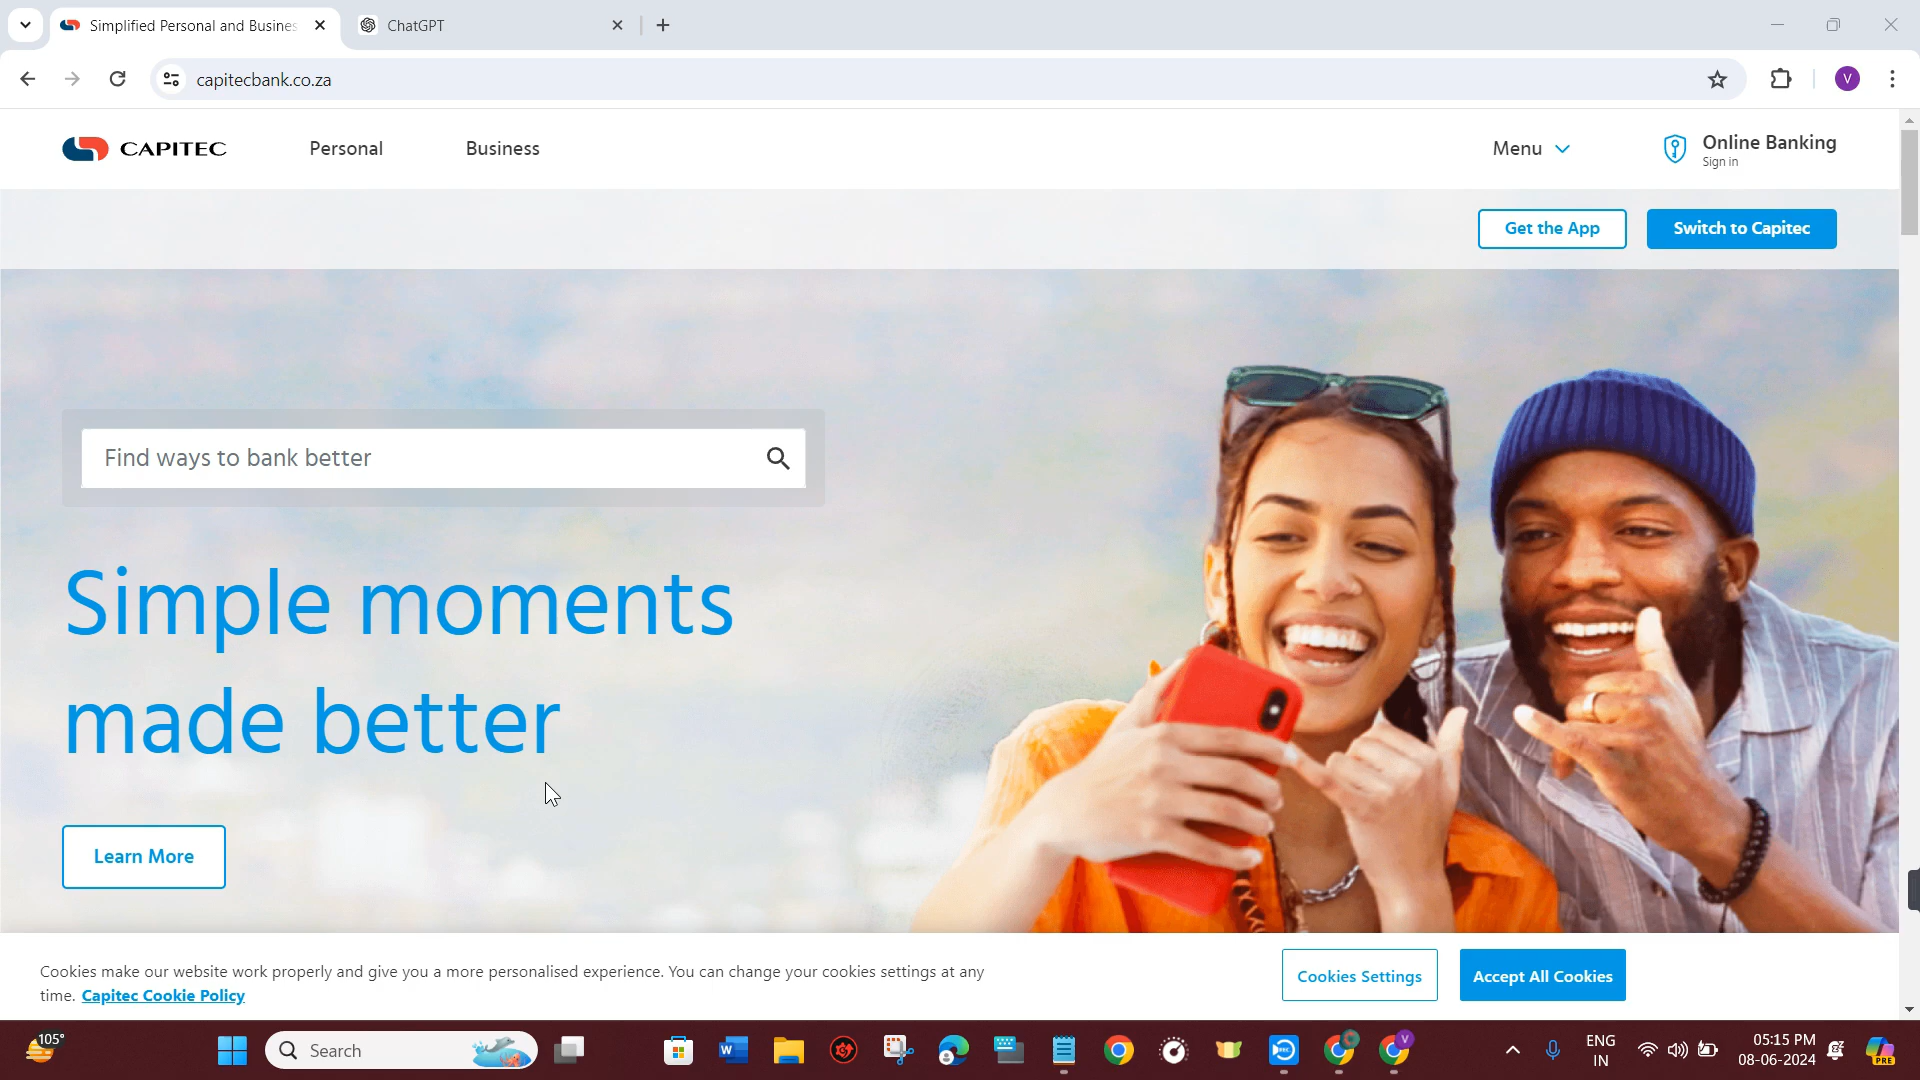 Simplified Personal and Busines
ChatGPT
capitecbank.co.za
V
CAPITEC
Personal
Business
Menu
Online Banking
Sign in
Get the App
Switch to Capitec
Find ways to bank better
Simple moments
made better
Learn More
Cookies make our website work properly and give you a more personalised experience. You can change your cookies settings at any
time. Capitec Cookie Policy
Cookies Settings
Accept All Cookies
105°
Search
W
V
ENG
IN
05:15 PM
08-06-2024
PRE